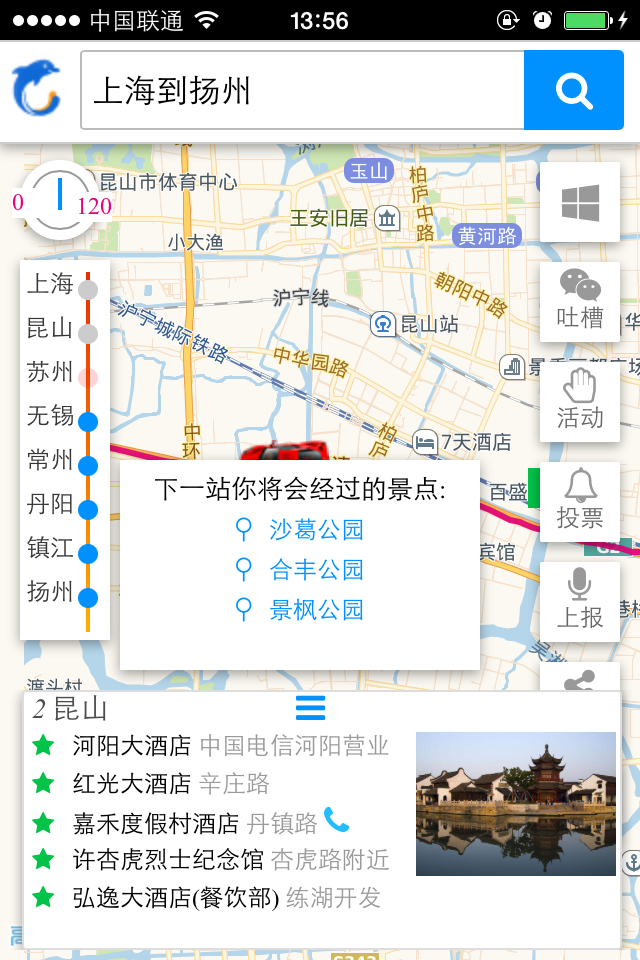 中国联通 13:56
上海到扬州
昆山市体育中心
玉山
柏庐中路
0 120
王安旧居
小大渔
黄河路
沪宁线
朝阳中路
上海
昆山
苏州
无锡
常州
丹阳
镇江
扬州
沪宁城际铁路
昆山站
中华园路
吐槽
中环
柏庐
7天酒店
活动
百盛
投票
宾馆
上报
下一站你将会经过的景点:
沙葛公园
合丰公园
景枫公园
渡头村
2 昆山
河阳大酒店 中国电信河阳营业
红光大酒店 辛庄路
嘉禾度假村酒店 丹镇路
许杏虎烈士纪念馆 杏虎路附近
弘逸大酒店(餐饮部) 练湖开发